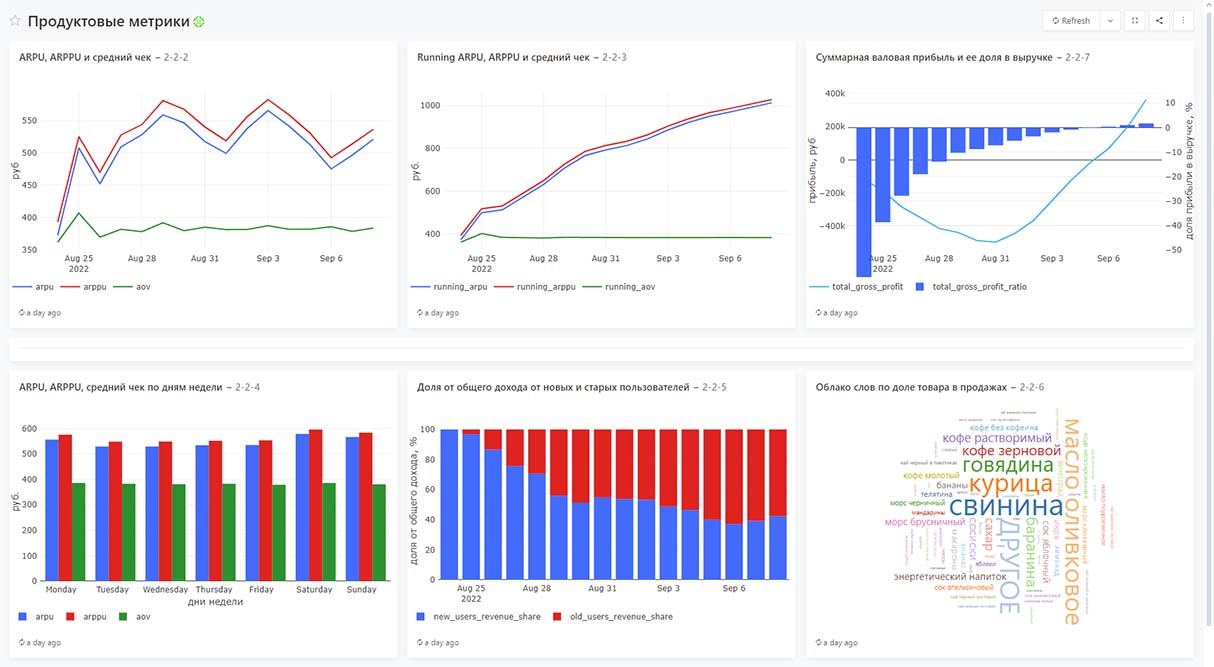 Продуктовые метрики
Refresh
ARPU, ARPPU и средний чек – 2-2-2
руб
550
500
450
400
350
Aug 25
2022
Aug 28
Aug 31
Sep 3
Sep 6
arpu
arppu
aov
a day ago
Running ARPU, ARPPU и средний чек – 2-2-3
руб.
1000
800
600
400
Aug 25
2022
Aug 28
Aug 31
Sep 3
Sep 6
running_arpu
running_arppu
running_aov
a day ago
Суммарная валовая прибыль и ее доля в выручке – 2-2-7
прибыль, руб
400k
200k
0
−200k
−400k
10
0
−10
−20
−30
−40
−50
доля прибыли в выручке, %
Aug 25
2022
Aug 28
Aug 31
Sep 3
Sep 6
total_gross_profit
total_gross_profit_ratio
a day ago
ARPU, ARPPU, средний чек по дням недели – 2-2-4
руб.
600
500
400
300
200
100
0
Monday
Tuesday
Wednesday
Thursday
Friday
Saturday
Sunday
дни недели
arpu
arppu
aov
a day ago
Доля от общего дохода от новых и старых пользователей – 2-2-5
доля от общего дохода, %
100
80
60
40
20
0
Aug 25
2022
Aug 28
Aug 31
Sep 3
Sep 6
new_users_revenue_share
old_users_revenue_share
a day ago
Облако слов по доле товара в продажах – 2-2-6
кофе без кофеина
кофе растворимый
кофе зерновой
говядина
чай черный в пакетиках
кофе молотый
курица
бананы
телятина
свинина
морс черничный
мандарины
морс брусничный
масло оливковое
ДРУГОЕ
сахар
сосиски
макароны
баранина
сок яблочный
икра
лимонад
яблоки
энергетический напиток
сок апельсиновый
масло подсолнечное
a day ago